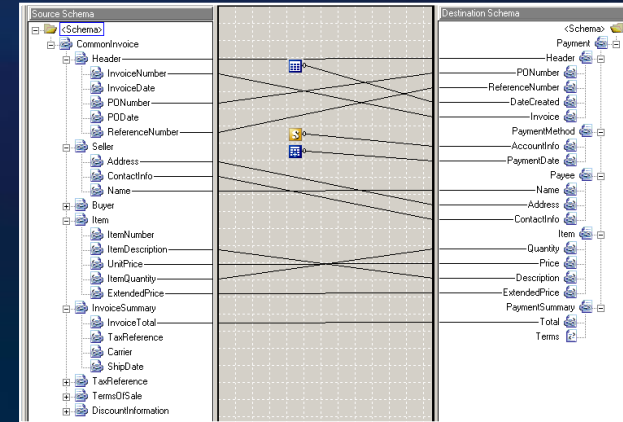 Source Schema
<Schema>
CommonInvoice
Header
InvoiceNumber
InvoiceDate
PONumber
PODate
ReferenceNumber
Seller
Address
ContactInfo
Name
Buyer
Item
ItemNumber
ItemDescription
UnitPrice
ItemQuantity
ExtendedPrice
InvoiceSummary
InvoiceTotal
TaxReference
Carrier
ShipDate
TaxReference
TermsOfSale
DiscountInformation
Destination Schema
<Schema>
Payment
Header
PONumber
ReferenceNumber
DateCreated
Invoice
PaymentMethod
AccountInfo
PaymentDate
Payee
Name
Address
ContactInfo
Item
Quantity
Price
Description
ExtendedPrice
PaymentSummary
Total
Terms